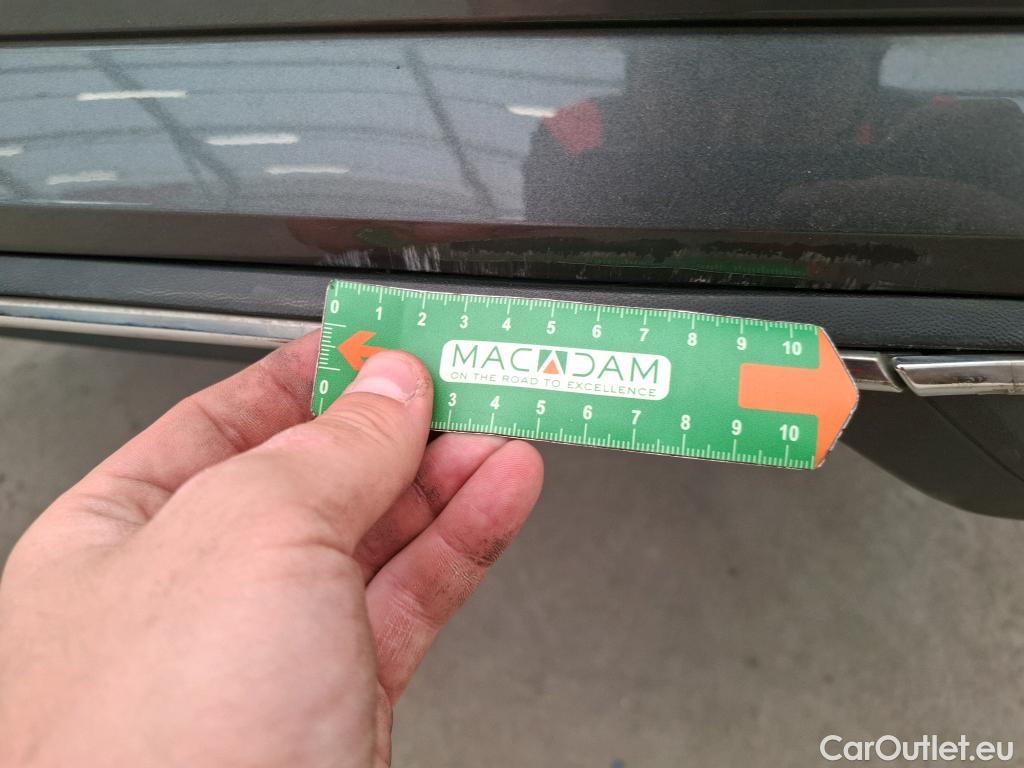 0 1 2 3 4 5 6 7 8 9 10
MACADAM
ON THE ROAD TO EXCELLENCE
0 3 4 5 6 7 8 9 10
CarOutlet.eu